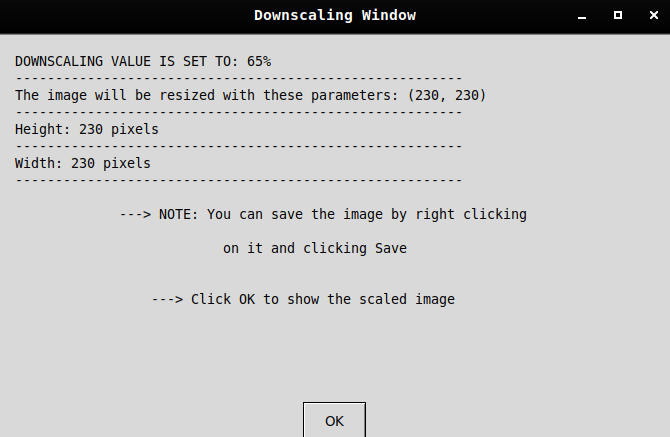 Downscaling Window
DOWNSCALING VALUE IS SET TO: 65%
--------------------------------------------------------
The image will be resized with these parameters: (230, 230)
--------------------------------------------------------
Height: 230 pixels
--------------------------------------------------------
Width: 230 pixels
--------------------------------------------------------
---> NOTE: You can save the image by right clicking
on it and clicking Save
---> Click OK to show the scaled image
OK